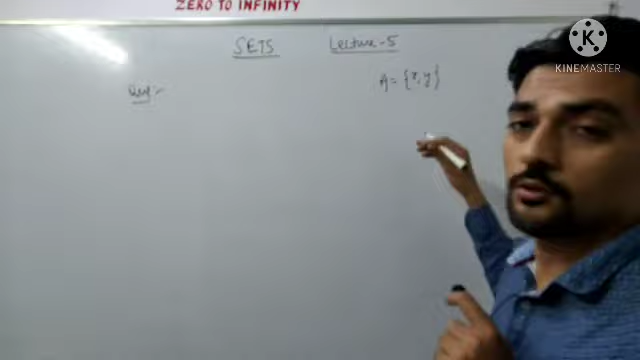 ZERO TO INFINITY
SETS Lecture-5
A = {x, y}
K
KINEMASTER